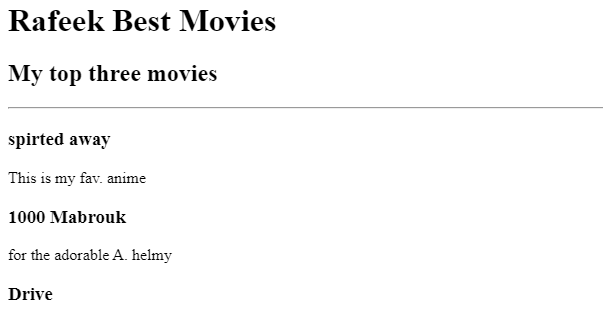 Rafeek Best Movies
My top three movies
spirted away
This is my fav. anime
1000 Mabrouk
for the adorable A. helmy
Drive